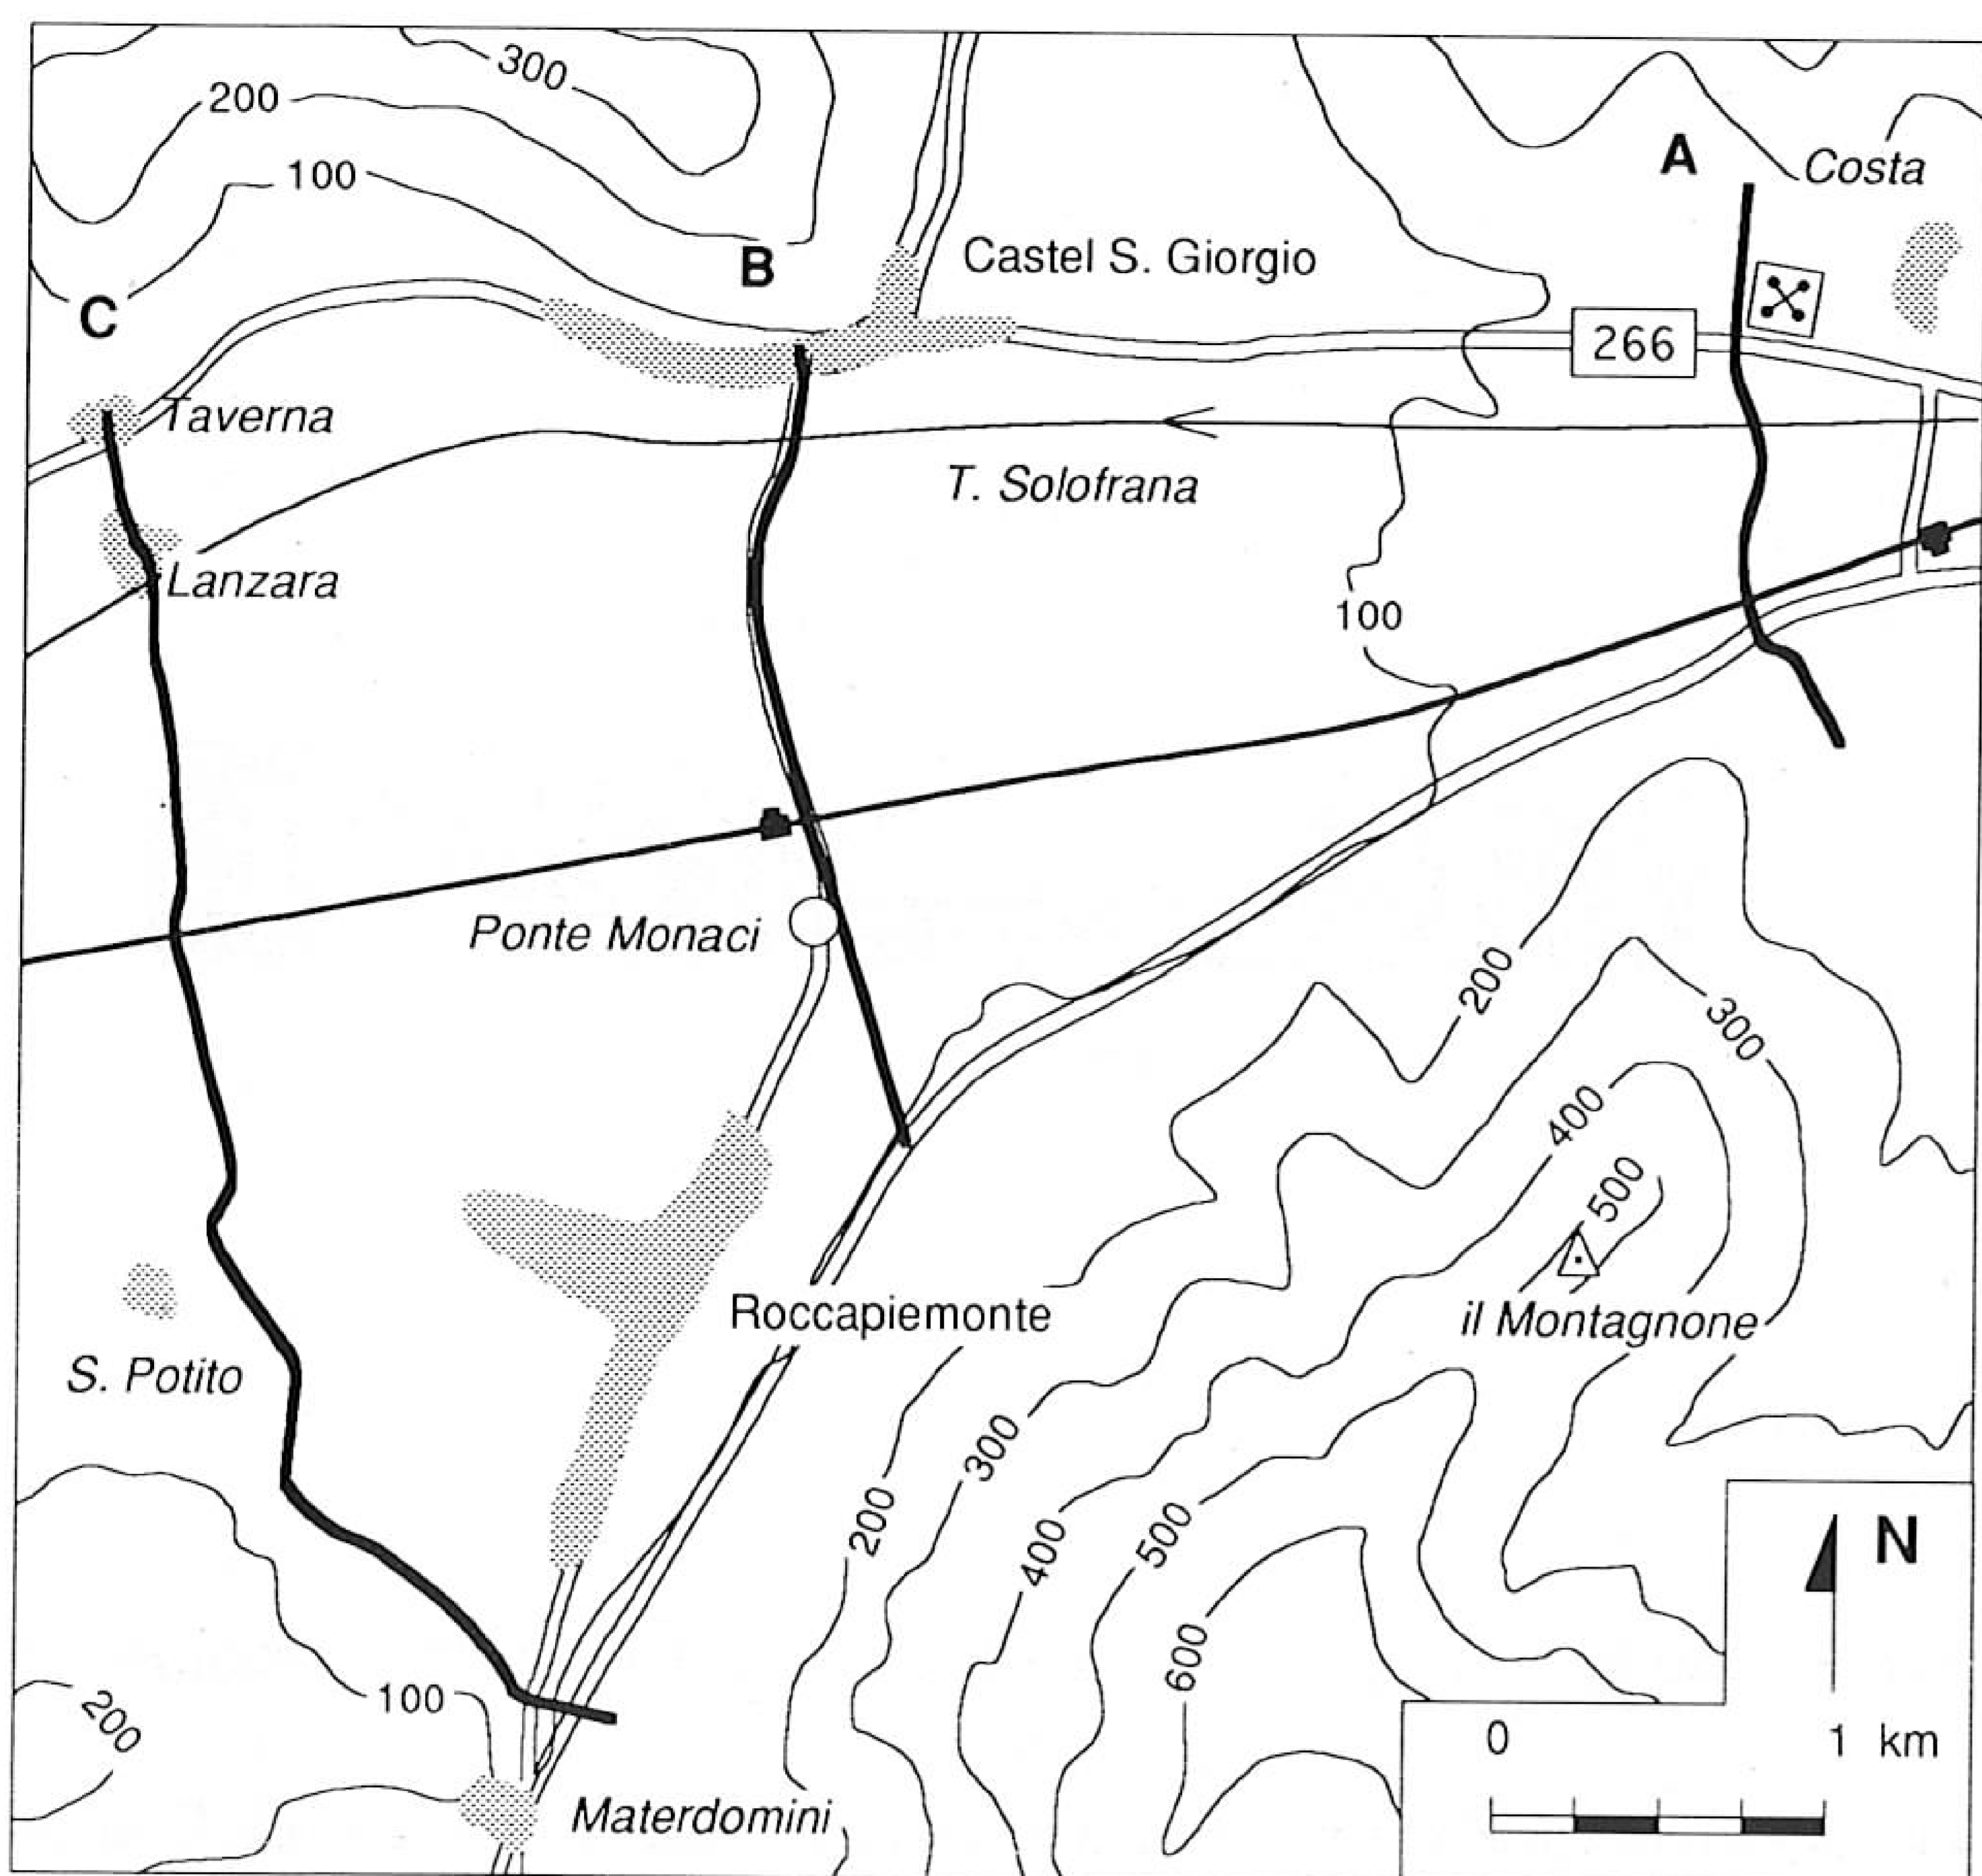 300
200
100
A
Costa
B
Castel S. Giorgio
C
266
Taverna
T. Solofrana
Lanzara
100
Ponte Monaci
200
300
400
500
Roccapiemonte
il Montagnone
S. Potito
300
200
400
500
N
600
100
200
0 1 km
Materdomini